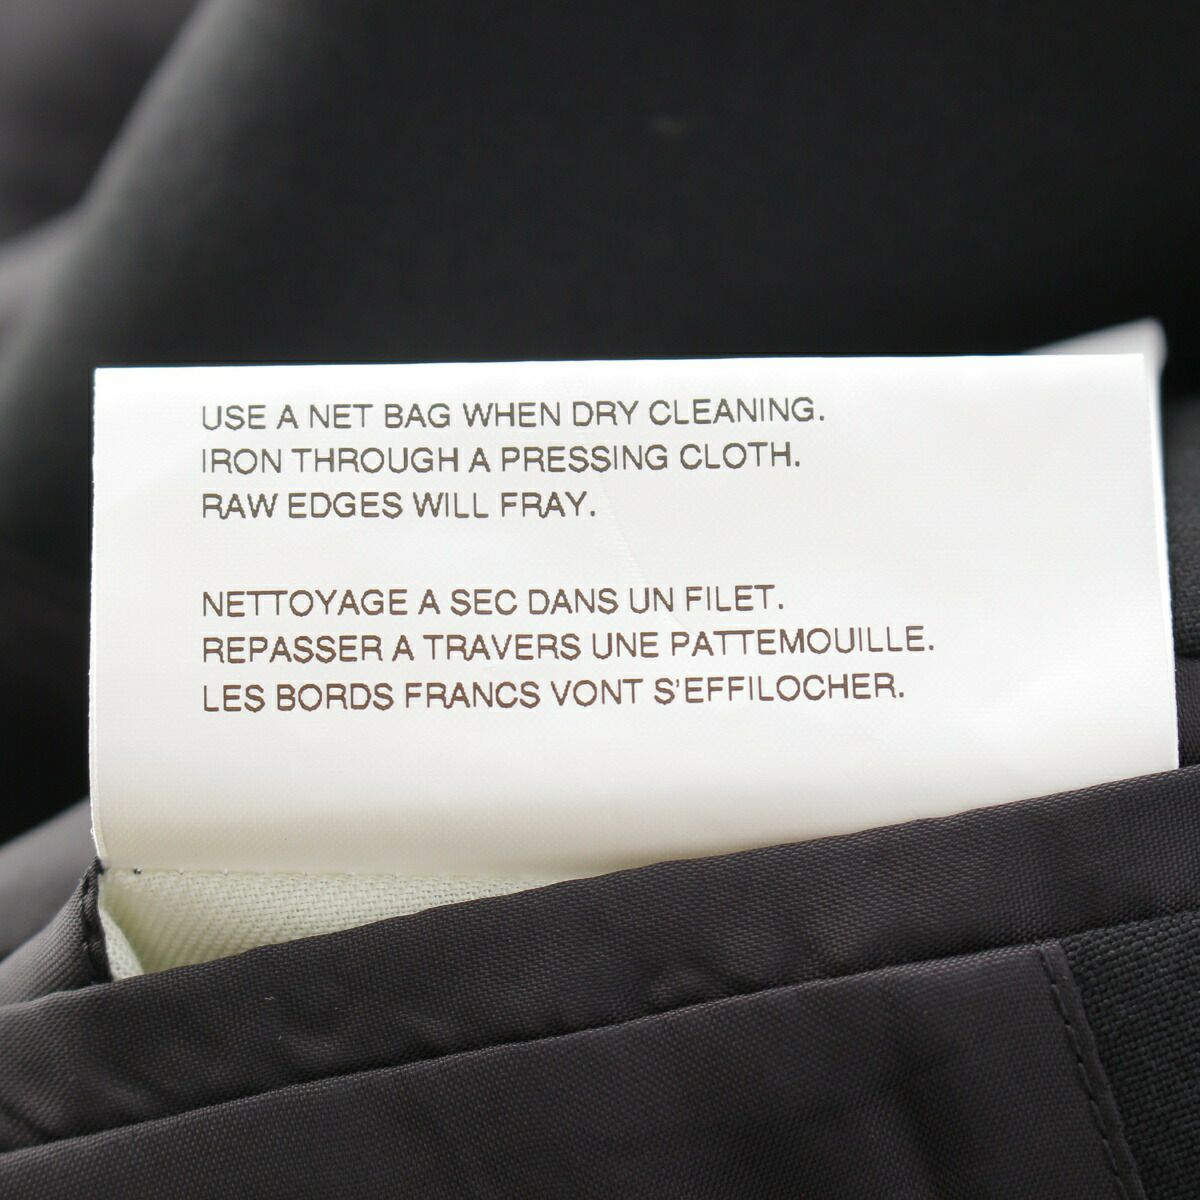 USE A NET BAG WHEN DRY CLEANING.
IRON THROUGH A PRESSING CLOTH.
RAW EDGES WILL FRAY.
NETTOYAGE A SEC DANS UN FILET.
REPASSER A TRAVERS UNE PATTEMOUILLE.
LES BORDS FRANCS VONT S'EFFILOCHER.